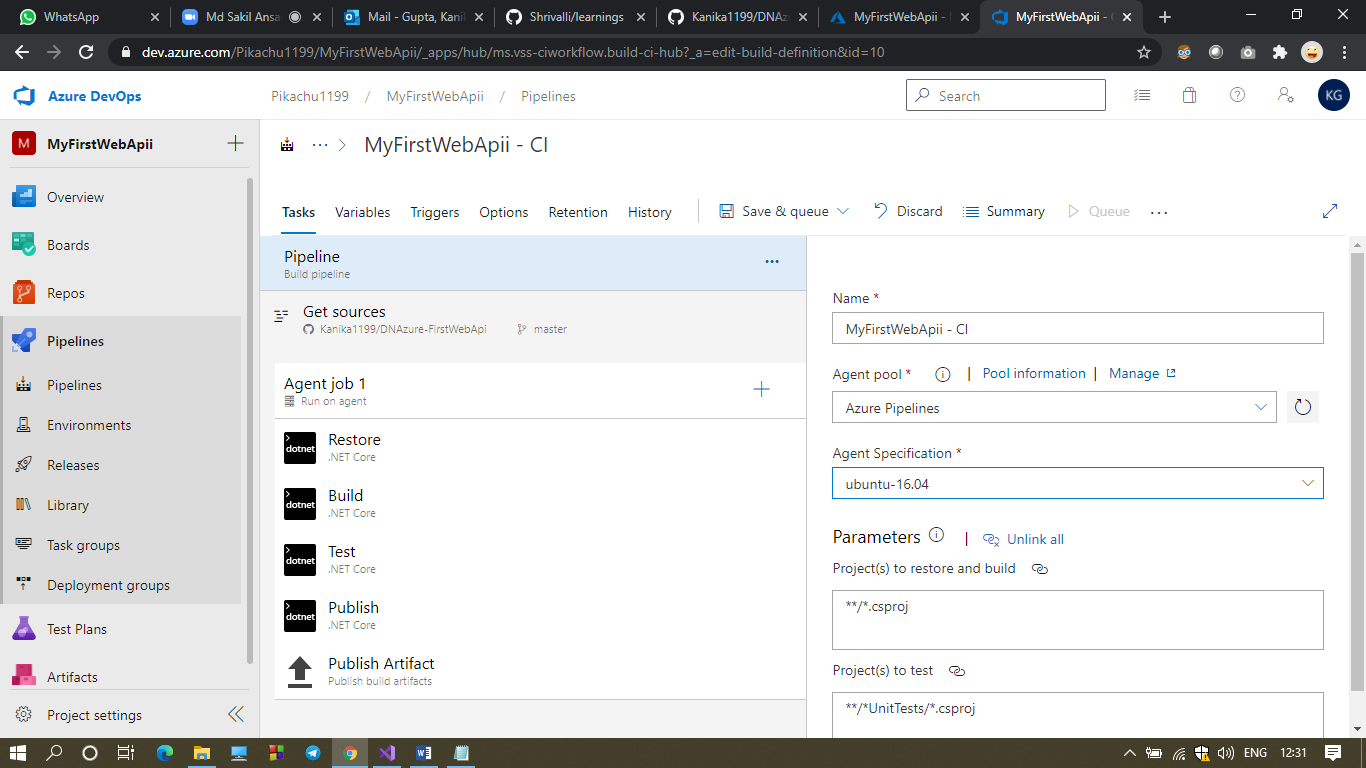 WhatsApp
Md Sakil Ansa
Mail - Gupta, Kani
Shrivalli/learnings
Kanika1199/DNAz
MyFirstWebApii -
MyFirstWebApii -
dev.azure.com/Pikachu1199/MyFirstWebApii/_apps/hub/ms.vss-ciworkflow.build-ci-hub?_a=edit-build-definition&id=10
Azure DevOps
Pikachu1199 / MyFirstWebApii / Pipelines
Search
KG
M MyFirstWebApii
Overview
Boards
Repos
Pipelines
Pipelines
Environments
Releases
Library
Task groups
Deployment groups
Test Plans
Artifacts
Project settings
··· > MyFirstWebApii - CI
Tasks Variables Triggers Options Retention History Save & queue Discard Summary Queue ···
Pipeline
Build pipeline
Get sources
Kanika1199/DNAzure-FirstWebApi master
Agent job 1
Run on agent
dotnet
Restore
.NET Core
dotnet
Build
.NET Core
dotnet
Test
.NET Core
dotnet
Publish
.NET Core
Publish Artifact
Publish build artifacts
Name *
MyFirstWebApii - CI
Agent pool * | Pool information | Manage
Azure Pipelines
Agent Specification *
ubuntu-16.04
Parameters | Unlink all
Project(s) to restore and build
**/*.csproj
Project(s) to test
**/*UnitTests/*.csproj
ENG 12:31